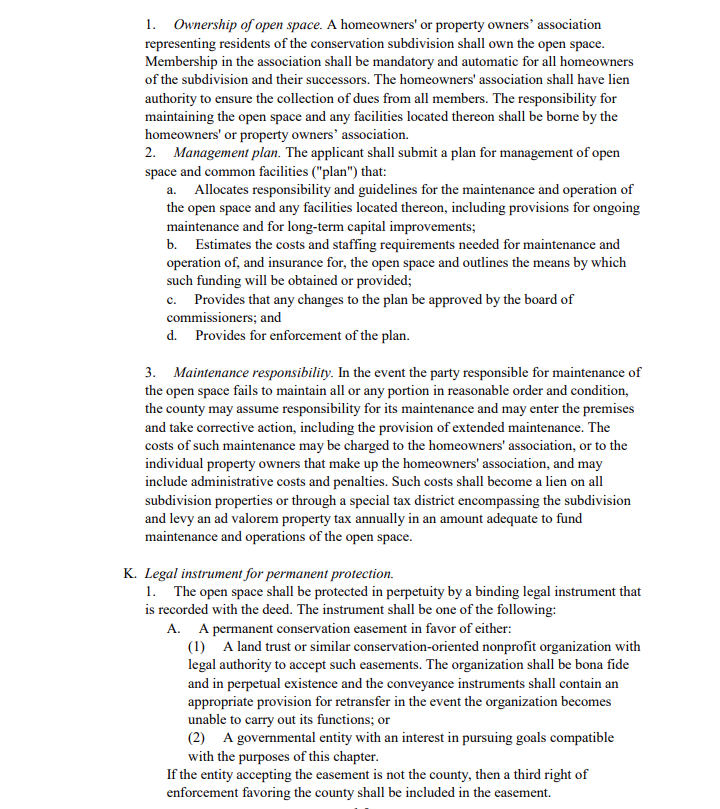 1. Ownership of open space. A homeowners' or property owners’ association
representing residents of the conservation subdivision shall own the open space.
Membership in the association shall be mandatory and automatic for all homeowners
of the subdivision and their successors. The homeowners' association shall have lien
authority to ensure the collection of dues from all members. The responsibility for
maintaining the open space and any facilities located thereon shall be borne by the
homeowners' or property owners’ association.
2. Management plan. The applicant shall submit a plan for management of open
space and common facilities ("plan") that:
a. Allocates responsibility and guidelines for the maintenance and operation of
the open space and any facilities located thereon, including provisions for ongoing
maintenance and for long-term capital improvements;
b. Estimates the costs and staffing requirements needed for maintenance and
operation of, and insurance for, the open space and outlines the means by which
such funding will be obtained or provided;
c. Provides that any changes to the plan be approved by the board of
commissioners; and
d. Provides for enforcement of the plan.
3. Maintenance responsibility. In the event the party responsible for maintenance of
the open space fails to maintain all or any portion in reasonable order and condition,
the county may assume responsibility for its maintenance and may enter the premises
and take corrective action, including the provision of extended maintenance. The
costs of such maintenance may be charged to the homeowners' association, or to the
individual property owners that make up the homeowners' association, and may
include administrative costs and penalties. Such costs shall become a lien on all
subdivision properties or through a special tax district encompassing the subdivision
and levy an ad valorem property tax annually in an amount adequate to fund
maintenance and operations of the open space.
K. Legal instrument for permanent protection.
1. The open space shall be protected in perpetuity by a binding legal instrument that
is recorded with the deed. The instrument shall be one of the following:
A. A permanent conservation easement in favor of either:
(1) A land trust or similar conservation-oriented nonprofit organization with
legal authority to accept such easements. The organization shall be bona fide
and in perpetual existence and the conveyance instruments shall contain an
appropriate provision for retransfer in the event the organization becomes
unable to carry out its functions; or
(2) A governmental entity with an interest in pursuing goals compatible
with the purposes of this chapter.
If the entity accepting the easement is not the county, then a third right of
enforcement favoring the county shall be included in the easement.